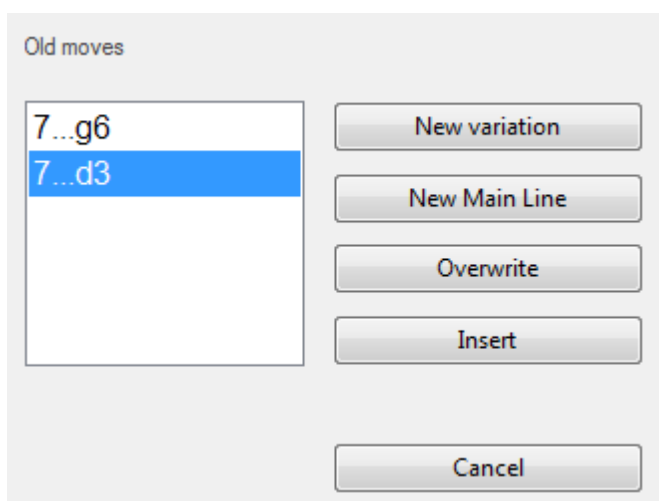 Old moves
7...g6
7...d3
New variation
New Main Line
Overwrite
Insert
Cancel